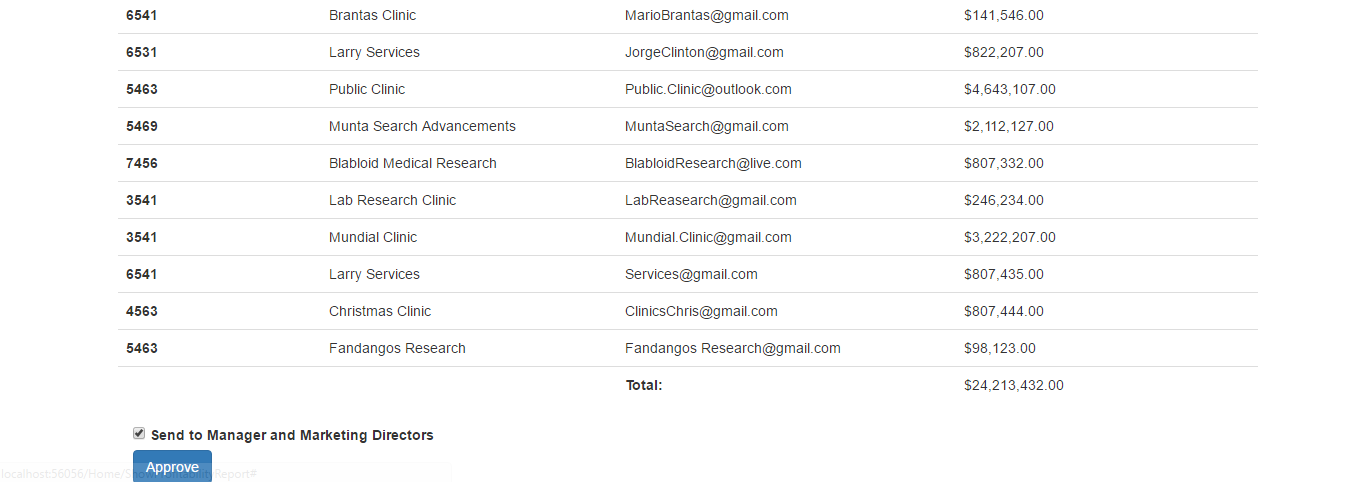 6541 Brantas Clinic MarioBrantas@gmail.com $141,546.00
6531 Larry Services JorgeClinton@gmail.com $822,207.00
5463 Public Clinic Public.Clinic@outlook.com $4,643,107.00
5469 Munta Search Advancements MuntaSearch@gmail.com $2,112,127.00
7456 Blabloid Medical Research BlabloidResearch@live.com $807,332.00
3541 Lab Research Clinic LabReasearch@gmail.com $246,234.00
3541 Mundial Clinic Mundial.Clinic@gmail.com $3,222,207.00
6541 Larry Services Services@gmail.com $807,435.00
4563 Christmas Clinic ClinicsChris@gmail.com $807,444.00
5463 Fandangos Research Fandangos Research@gmail.com $98,123.00
Total: $24,213,432.00
Send to Manager and Marketing Directors
Approve